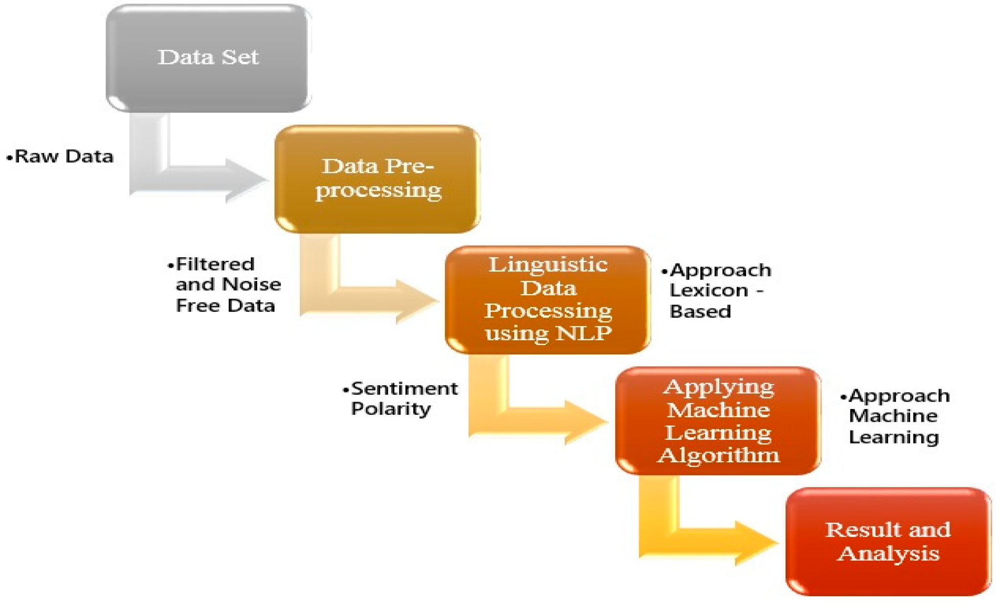 Data Set
•Raw Data
Data Pre-
processing
•Filtered
and Noise
Free Data
Linguistic
Data
Processing
using NLP
•Approach
Lexicon -
Based
•Sentiment
Polarity
Applying
Machine
Learning
Algorithm
•Approach
Machine
Learning
Result and
Analysis